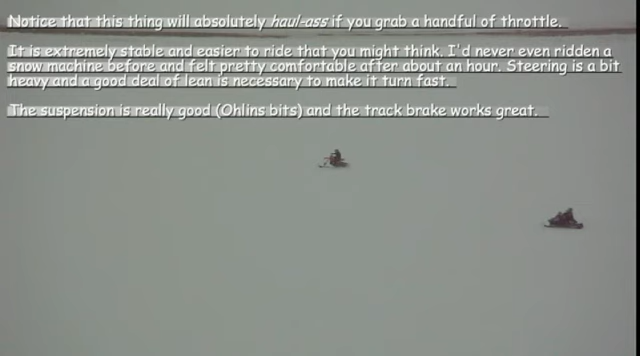 Notice that this thing will absolutely haul-ass if you grab a handful of throttle.
It is extremely stable and easier to ride that you might think. I'd never even ridden a
snow machine before and felt pretty comfortable after about an hour. Steering is a bit
heavy and a good deal of lean is necessary to make it turn fast.
The suspension is really good (Ohlins bits) and the track brake works great.